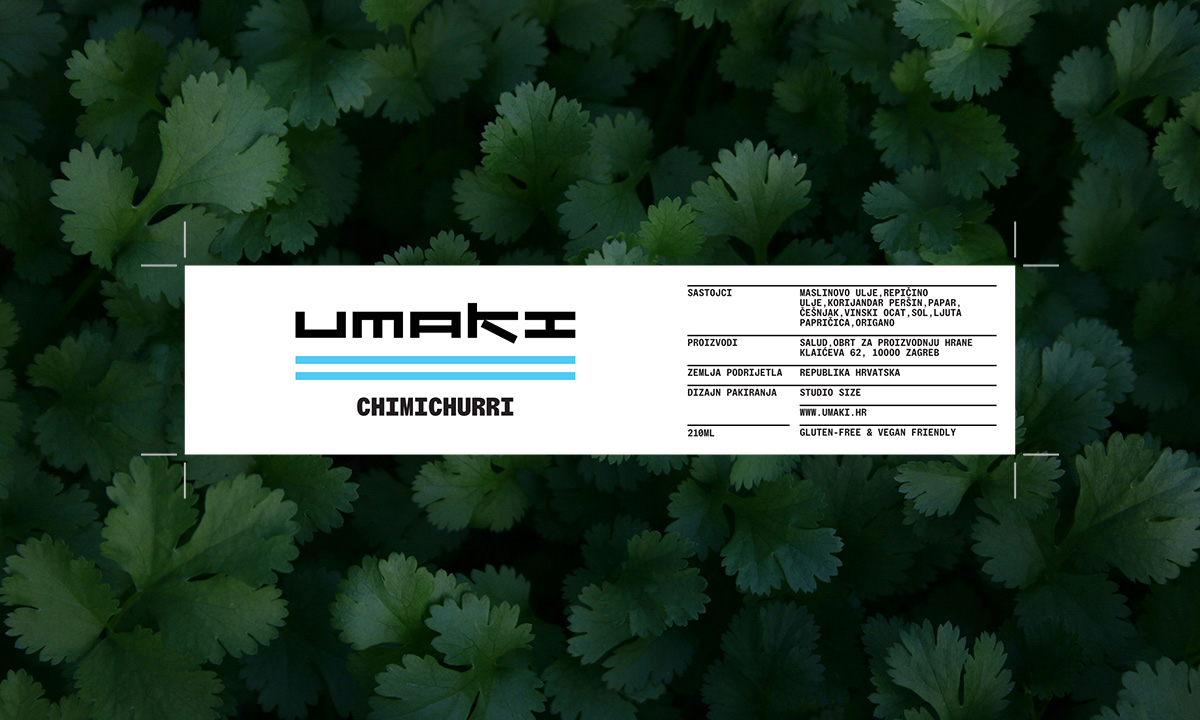 UMAKI
CHIMICHURRI
SASTOJCI
MASLINOVO ULJE,REPIČINO
ULJE,KORIJANDAR PERŠIN,PAPAR,
ČEŠNJAK,VINSKI OCAT,SOL,LJUTA
PAPRIČICA,ORIGANO
PROIZVODI
SALUD,OBRT ZA PROIZVODNJU HRANE
KLAIĆEVA 62, 10000 ZAGREB
ZEMLJA PODRIJETLA
REPUBLIKA HRVATSKA
DIZAJN PAKIRANJA
STUDIO SIZE
WWW.UMAKI.HR
210ML
GLUTEN-FREE & VEGAN FRIENDLY